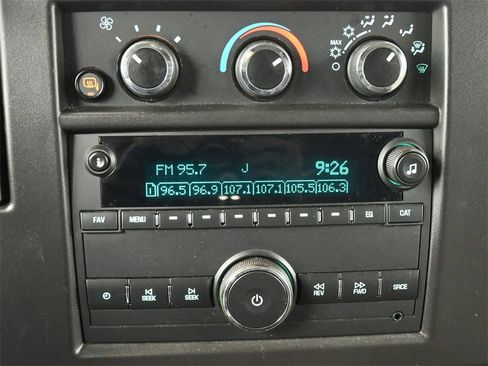 MAX
FM 95.7 J 9:26
1 96.5 96.9 107.1 107.1 105.5 106.3
FAV MENU EQ CAT
SEEK SEEK REV FWD SRCE